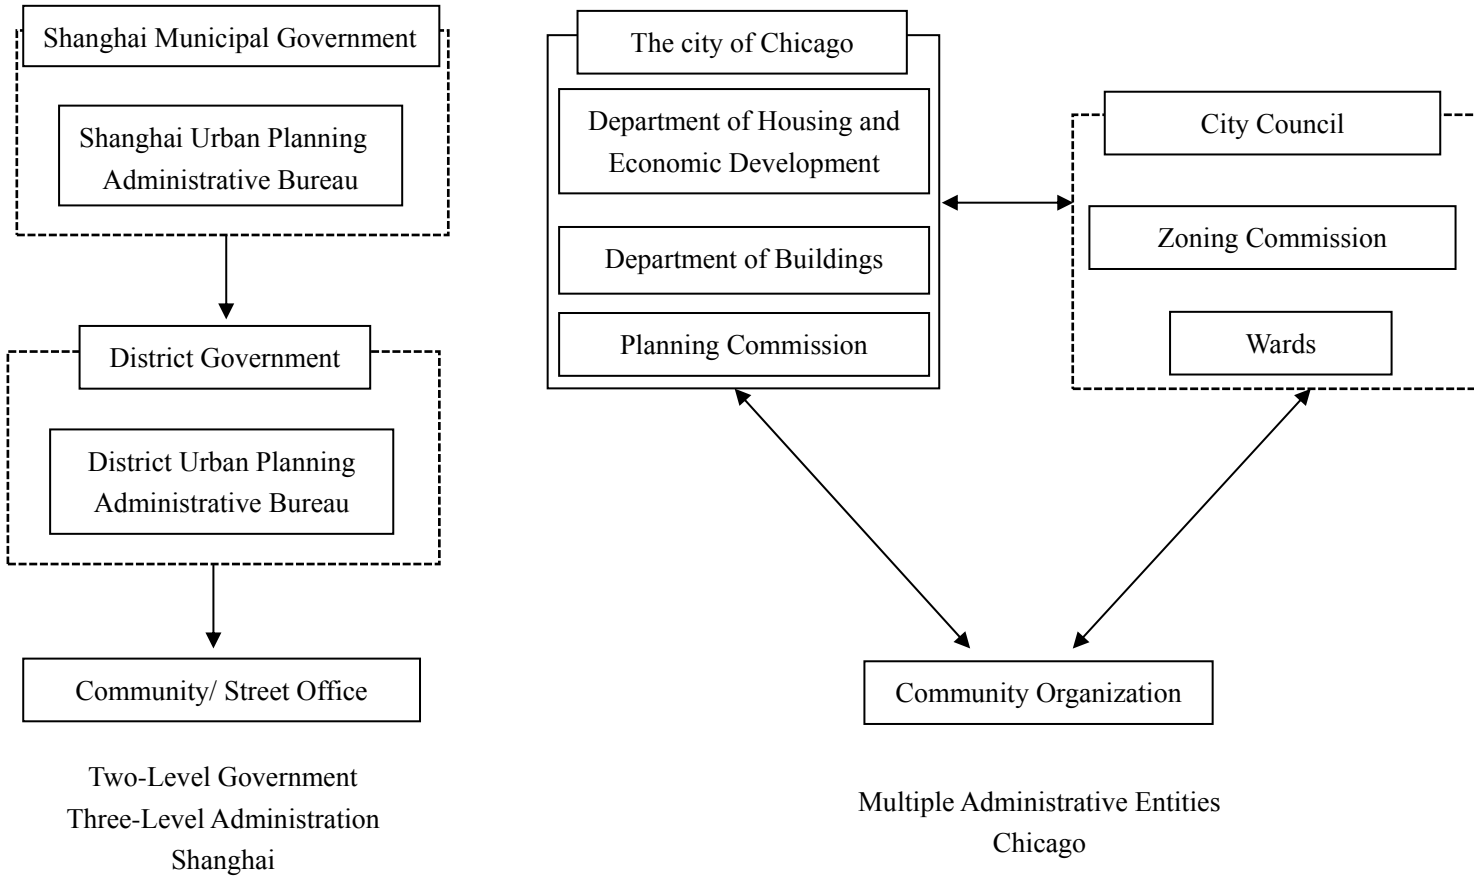 Shanghai Municipal Government
Shanghai Urban Planning
Administrative Bureau
District Government
District Urban Planning
Administrative Bureau
Community/ Street Office
Two-Level Government
Three-Level Administration
Shanghai
The city of Chicago
Department of Housing and
Economic Development
Department of Buildings
Planning Commission
City Council
Zoning Commission
Wards
Community Organization
Multiple Administrative Entities
Chicago